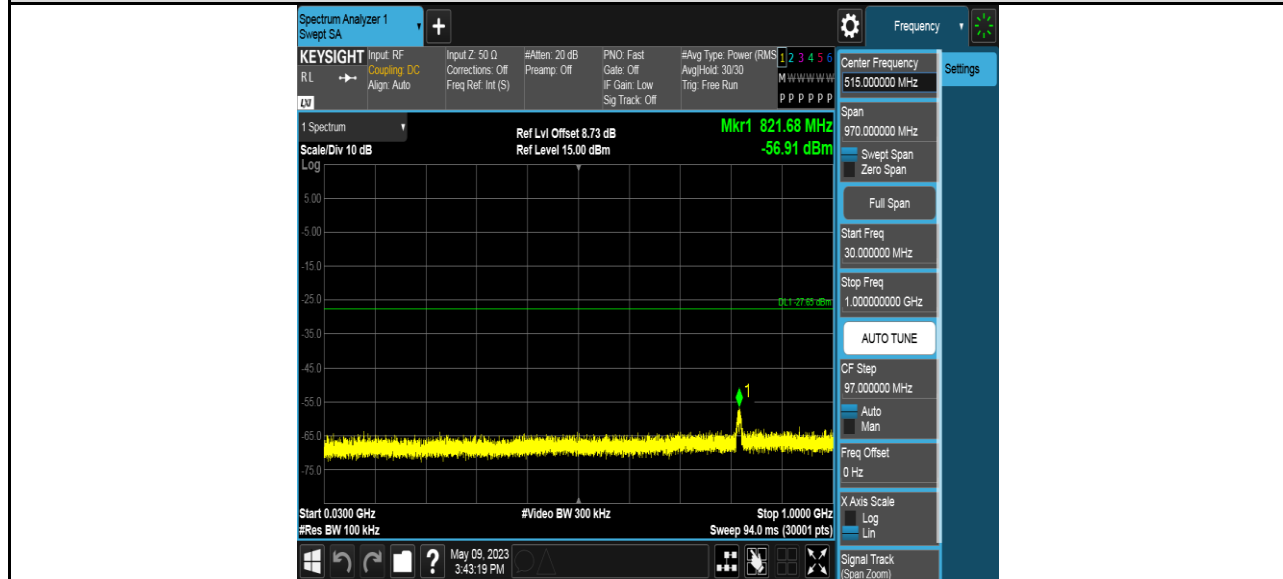 Spectrum Analyzer 1
Swept SA
+
Frequency
KEYSIGHT
RL
LXI
Input: RF
Coupling: DC
Align: Auto
Input Z: 50 Ω
Corrections: Off
Freq Ref: Int (S)
#Atten: 20 dB
Preamp: Off
PNO: Fast
Gate: Off
IF Gain: Low
Sig Track: Off
#Avg Type: Power (RMS
Avg|Hold: 30/30
Trig: Free Run
1 2 3 4 5 6
M W W W W W
P P P P P P
Center Frequency
515.000000 MHz
Settings
1 Spectrum
Scale/Div 10 dB
Log
Ref Lvl Offset 8.73 dB
Ref Level 15.00 dBm
Mkr1 821.68 MHz
-56.91 dBm
Span
970.000000 MHz
Swept Span
Zero Span
Full Span
Start Freq
30.000000 MHz
Stop Freq
1.000000000 GHz
AUTO TUNE
CF Step
97.000000 MHz
Auto
Man
Freq Offset
0 Hz
X Axis Scale
Log
Lin
Signal Track
(Span Zoom)
5.00
-5.00
-15.0
-25.0
DL1 -27.65 dBm
-35.0
-45.0
1
-55.0
-65.0
-75.0
Start 0.0300 GHz
#Video BW 300 kHz
Stop 1.0000 GHz
#Res BW 100 kHz
Sweep 94.0 ms (30001 pts)
?
May 09, 2023
3:43:19 PM